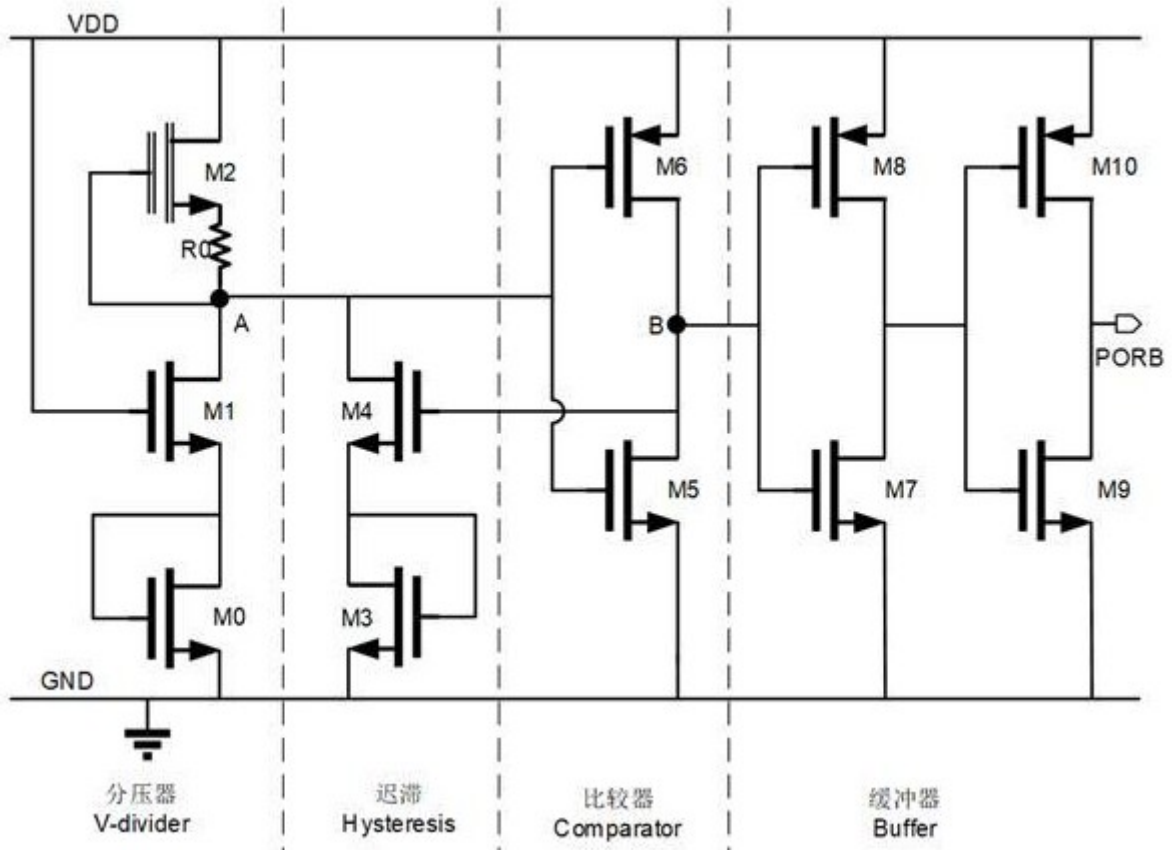 VDD
M2
M6
M8
M10
R0
A
B
PORB
M1
M4
M5
M7
M9
M0
M3
GND
分压器
V-divider
迟滞
Hysteresis
比较器
Comparator
缓冲器
Buffer